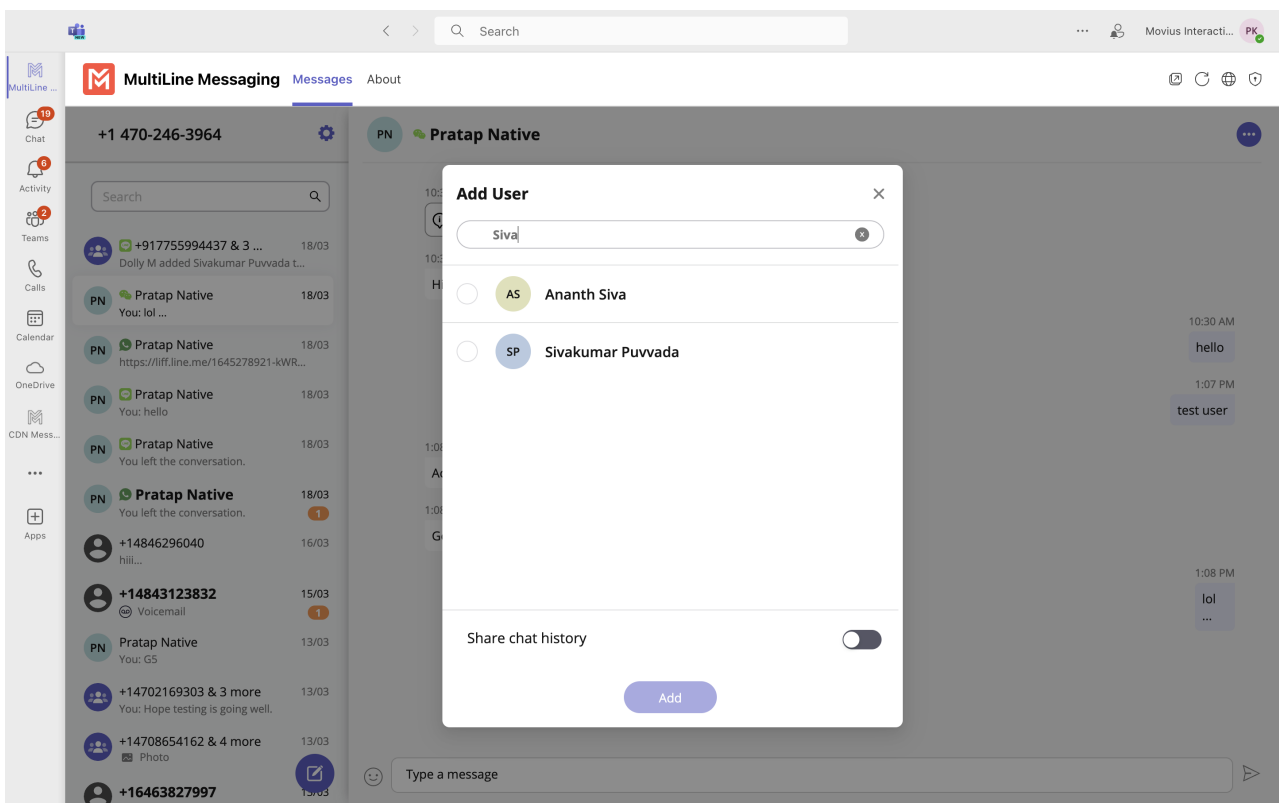 NEW
Search
Movius Interacti...
PK
MultiLine ...
19
Chat
6
Activity
2
Teams
Calls
Calendar
OneDrive
CDN Mess...
Apps
MultiLine Messaging
Messages
About
+1 470-246-3964
Search
+917755994437 & 3 ...
18/03
Dolly M added Sivakumar Puvvada t...
PN
Pratap Native
18/03
You: lol ...
PN
Pratap Native
18/03
https://liff.line.me/1645278921-kWR...
PN
Pratap Native
18/03
You: hello
PN
Pratap Native
18/03
You left the conversation.
PN
Pratap Native
18/03
You left the conversation.
1
+14846296040
16/03
hiii...
+14843123832
15/03
Voicemail
1
PN
Pratap Native
13/03
You: G5
+14702169303 & 3 more
13/03
You: Hope testing is going well.
+14708654162 & 4 more
13/03
Photo
+16463827997
13/03
PN
Pratap Native
10:30 AM
hello
1:07 PM
test user
1:08 PM
lol
...
Type a message
Add User
Siva
AS
Ananth Siva
SP
Sivakumar Puvvada
Share chat history
Add